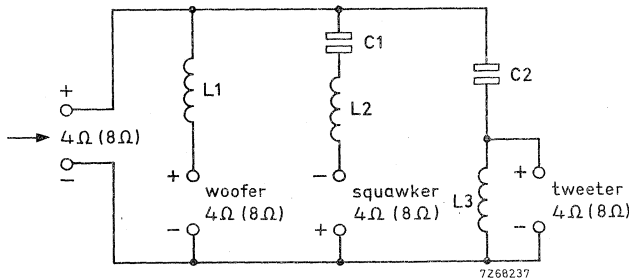 C1
C2
L1
L2
+
4Ω (8Ω)
−
+
woofer
4Ω (8Ω)
−
−
squawker
4Ω (8Ω)
+
L3
+
tweeter
4Ω (8Ω)
−
7Z68237